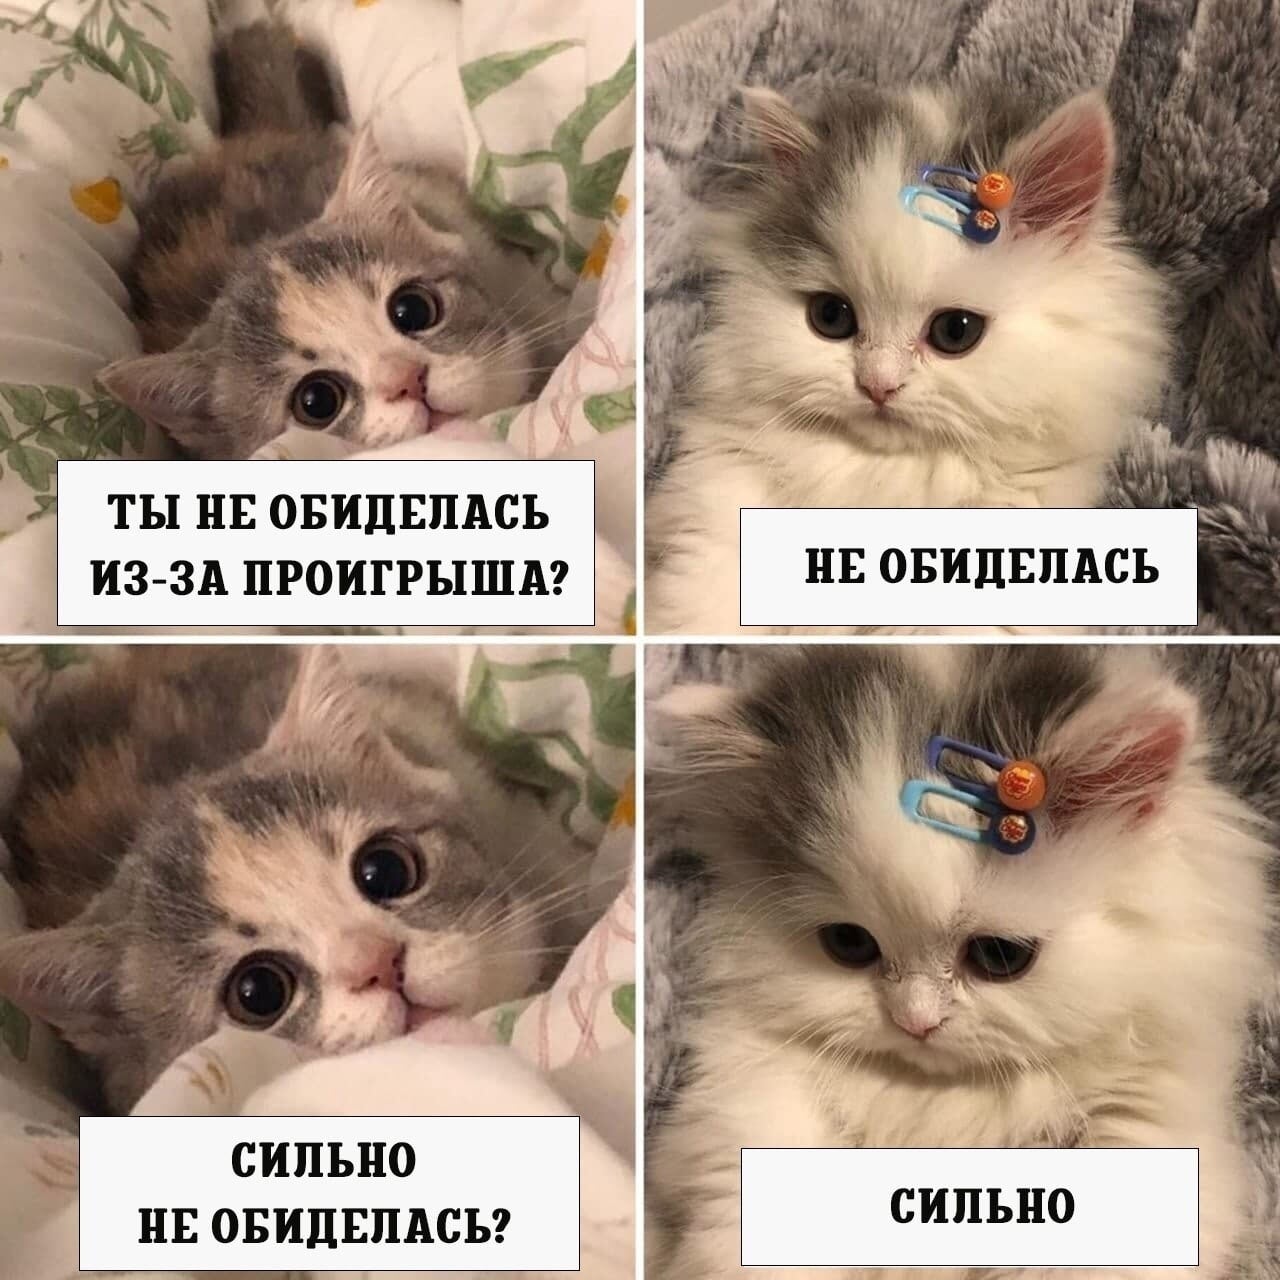 ТЫ НЕ ОБИДЕЛАСЬ
ИЗ-ЗА ПРОИГРЫША?
НЕ ОБИДЕЛАСЬ
СИЛЬНО
НЕ ОБИДЕЛАСЬ?
СИЛЬНО